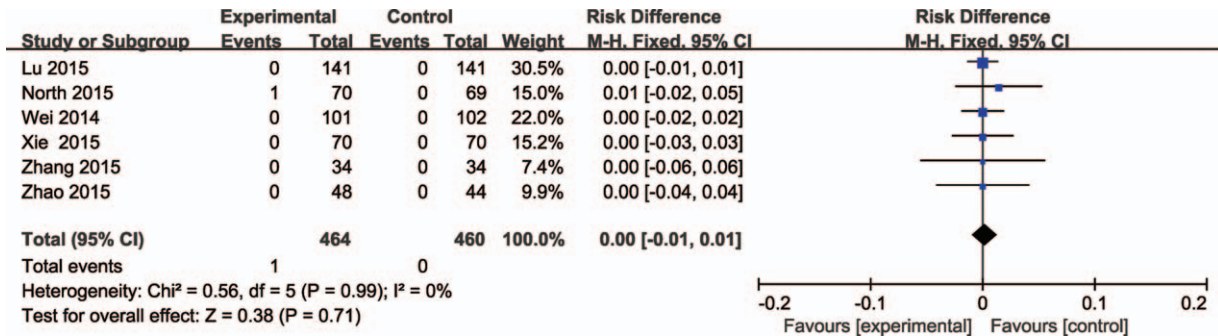 Experimental Control Risk Difference Risk Difference
Study or Subgroup Events Total Events Total Weight M-H. Fixed. 95% CI M-H. Fixed. 95% CI
Lu 2015 0 141 0 141 30.5% 0.00 [-0.01, 0.01]
North 2015 1 70 0 69 15.0% 0.01 [-0.02, 0.05]
Wei 2014 0 101 0 102 22.0% 0.00 [-0.02, 0.02]
Xie 2015 0 70 0 70 15.2% 0.00 [-0.03, 0.03]
Zhang 2015 0 34 0 34 7.4% 0.00 [-0.06, 0.06]
Zhao 2015 0 48 0 44 9.9% 0.00 [-0.04, 0.04]
Total (95% CI) 464 460 100.0% 0.00 [-0.01, 0.01]
Total events 1 0
Heterogeneity: Chi² = 0.56, df = 5 (P = 0.99); I² = 0%
Test for overall effect: Z = 0.38 (P = 0.71)
-0.2 -0.1 0 0.1 0.2
Favours [experimental] Favours [control]